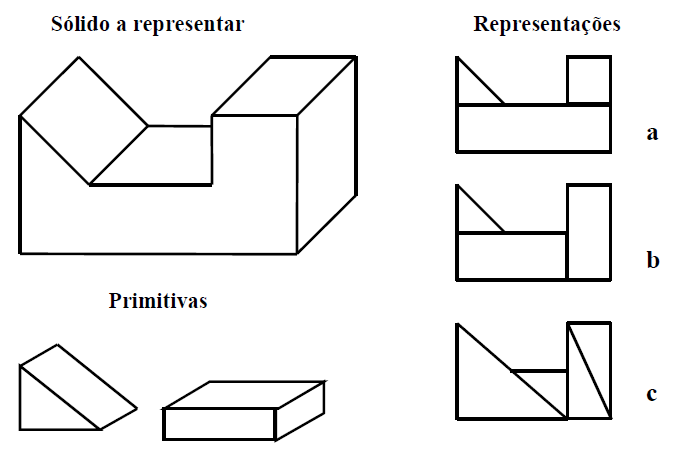 Sólido a representar
Representações
a
b
Primitivas
c